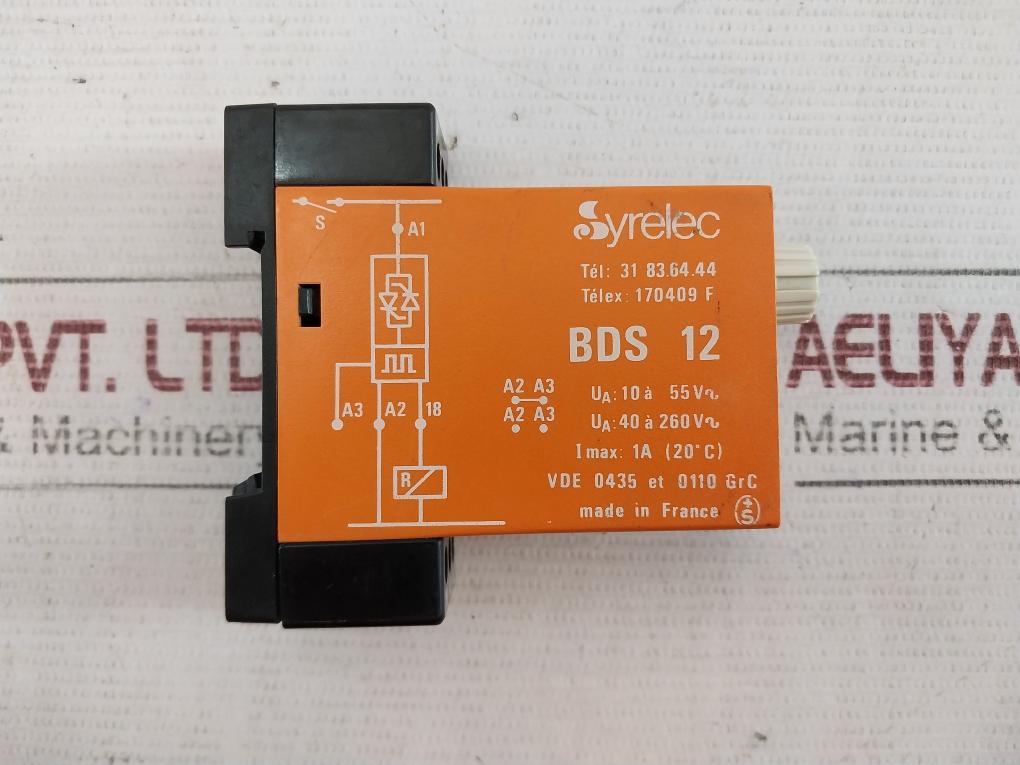 Syrelec
Tél: 31 83.64.44
Télex: 170409 F
BDS 12
A2 A3
UA: 10 à 55 V~
A2 A3
UA: 40 à 260 V~
I max: 1A (20°C)
VDE 0435 et 0110 GrC
made in France +S
S
A1
A3 A2 18
R
PVT. LTD
& Machinery
AELIYA
Marine &